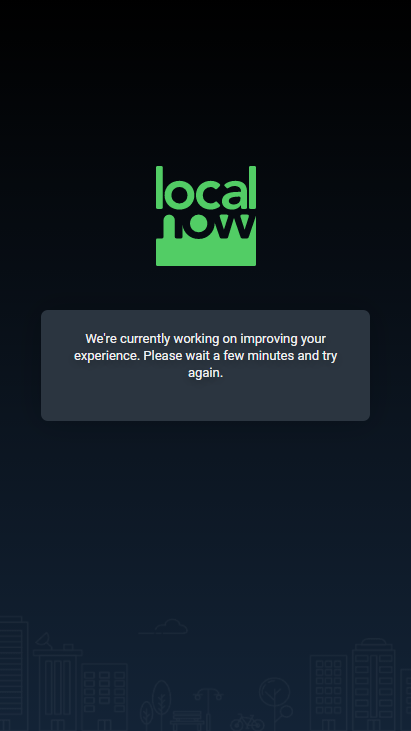 local
now
We're currently working on improving your
experience. Please wait a few minutes and try
again.